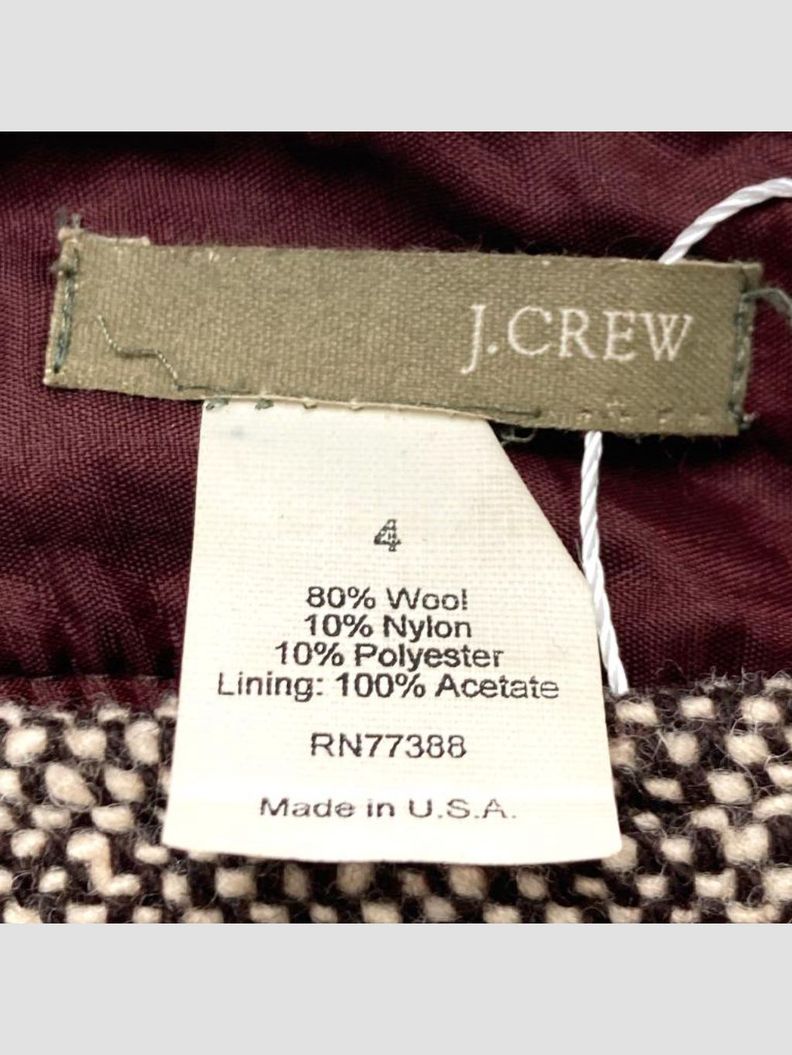 J.CREW
4
80% Wool
10% Nylon
10% Polyester
Lining: 100% Acetate
RN77388
Made in U.S.A.